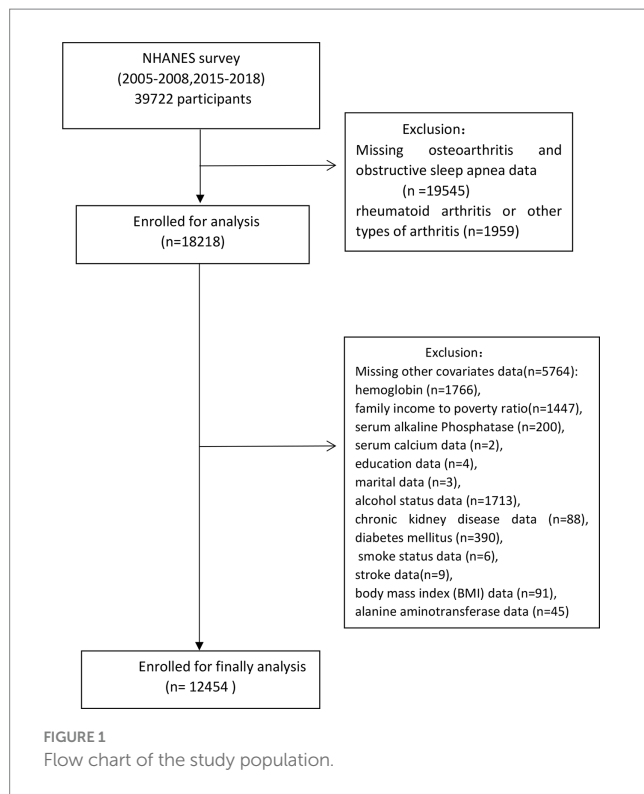 NHANES survey
(2005-2008,2015-2018)
39722 participants
Exclusion：
Missing osteoarthritis and
obstructive sleep apnea data
(n =19545)
rheumatoid arthritis or other
types of arthritis (n=1959)
Enrolled for analysis
(n=18218)
Exclusion：
Missing other covariates data(n=5764):
hemoglobin (n=1766),
family income to poverty ratio(n=1447),
serum alkaline Phosphatase (n=200),
serum calcium data (n=2),
education data (n=4),
marital data (n=3),
alcohol status data (n=1713),
chronic kidney disease data (n=88),
diabetes mellitus (n=390),
smoke status data (n=6),
stroke data(n=9),
body mass index (BMI) data (n=91),
alanine aminotransferase data (n=45)
Enrolled for finally analysis
(n= 12454 )
FIGURE 1
Flow chart of the study population.